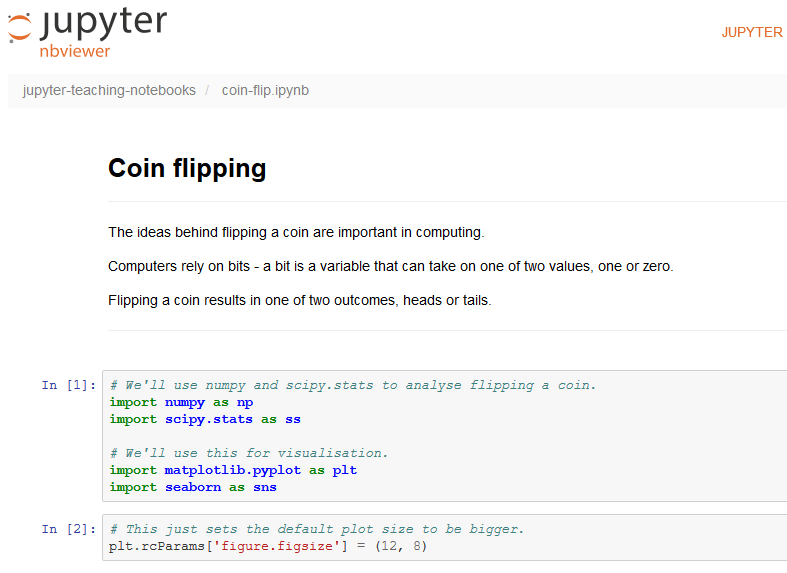 jupyter
nbviewer
JUPYTER
jupyter-teaching-notebooks / coin-flip.ipynb
Coin flipping
The ideas behind flipping a coin are important in computing.
Computers rely on bits - a bit is a variable that can take on one of two values, one or zero.
Flipping a coin results in one of two outcomes, heads or tails.
In [1]: # We'll use numpy and scipy.stats to analyse flipping a coin.
import numpy as np
import scipy.stats as ss
# We'll use this for visualisation.
import matplotlib.pyplot as plt
import seaborn as sns
In [2]: # This just sets the default plot size to be bigger.
plt.rcParams['figure.figsize'] = (12, 8)